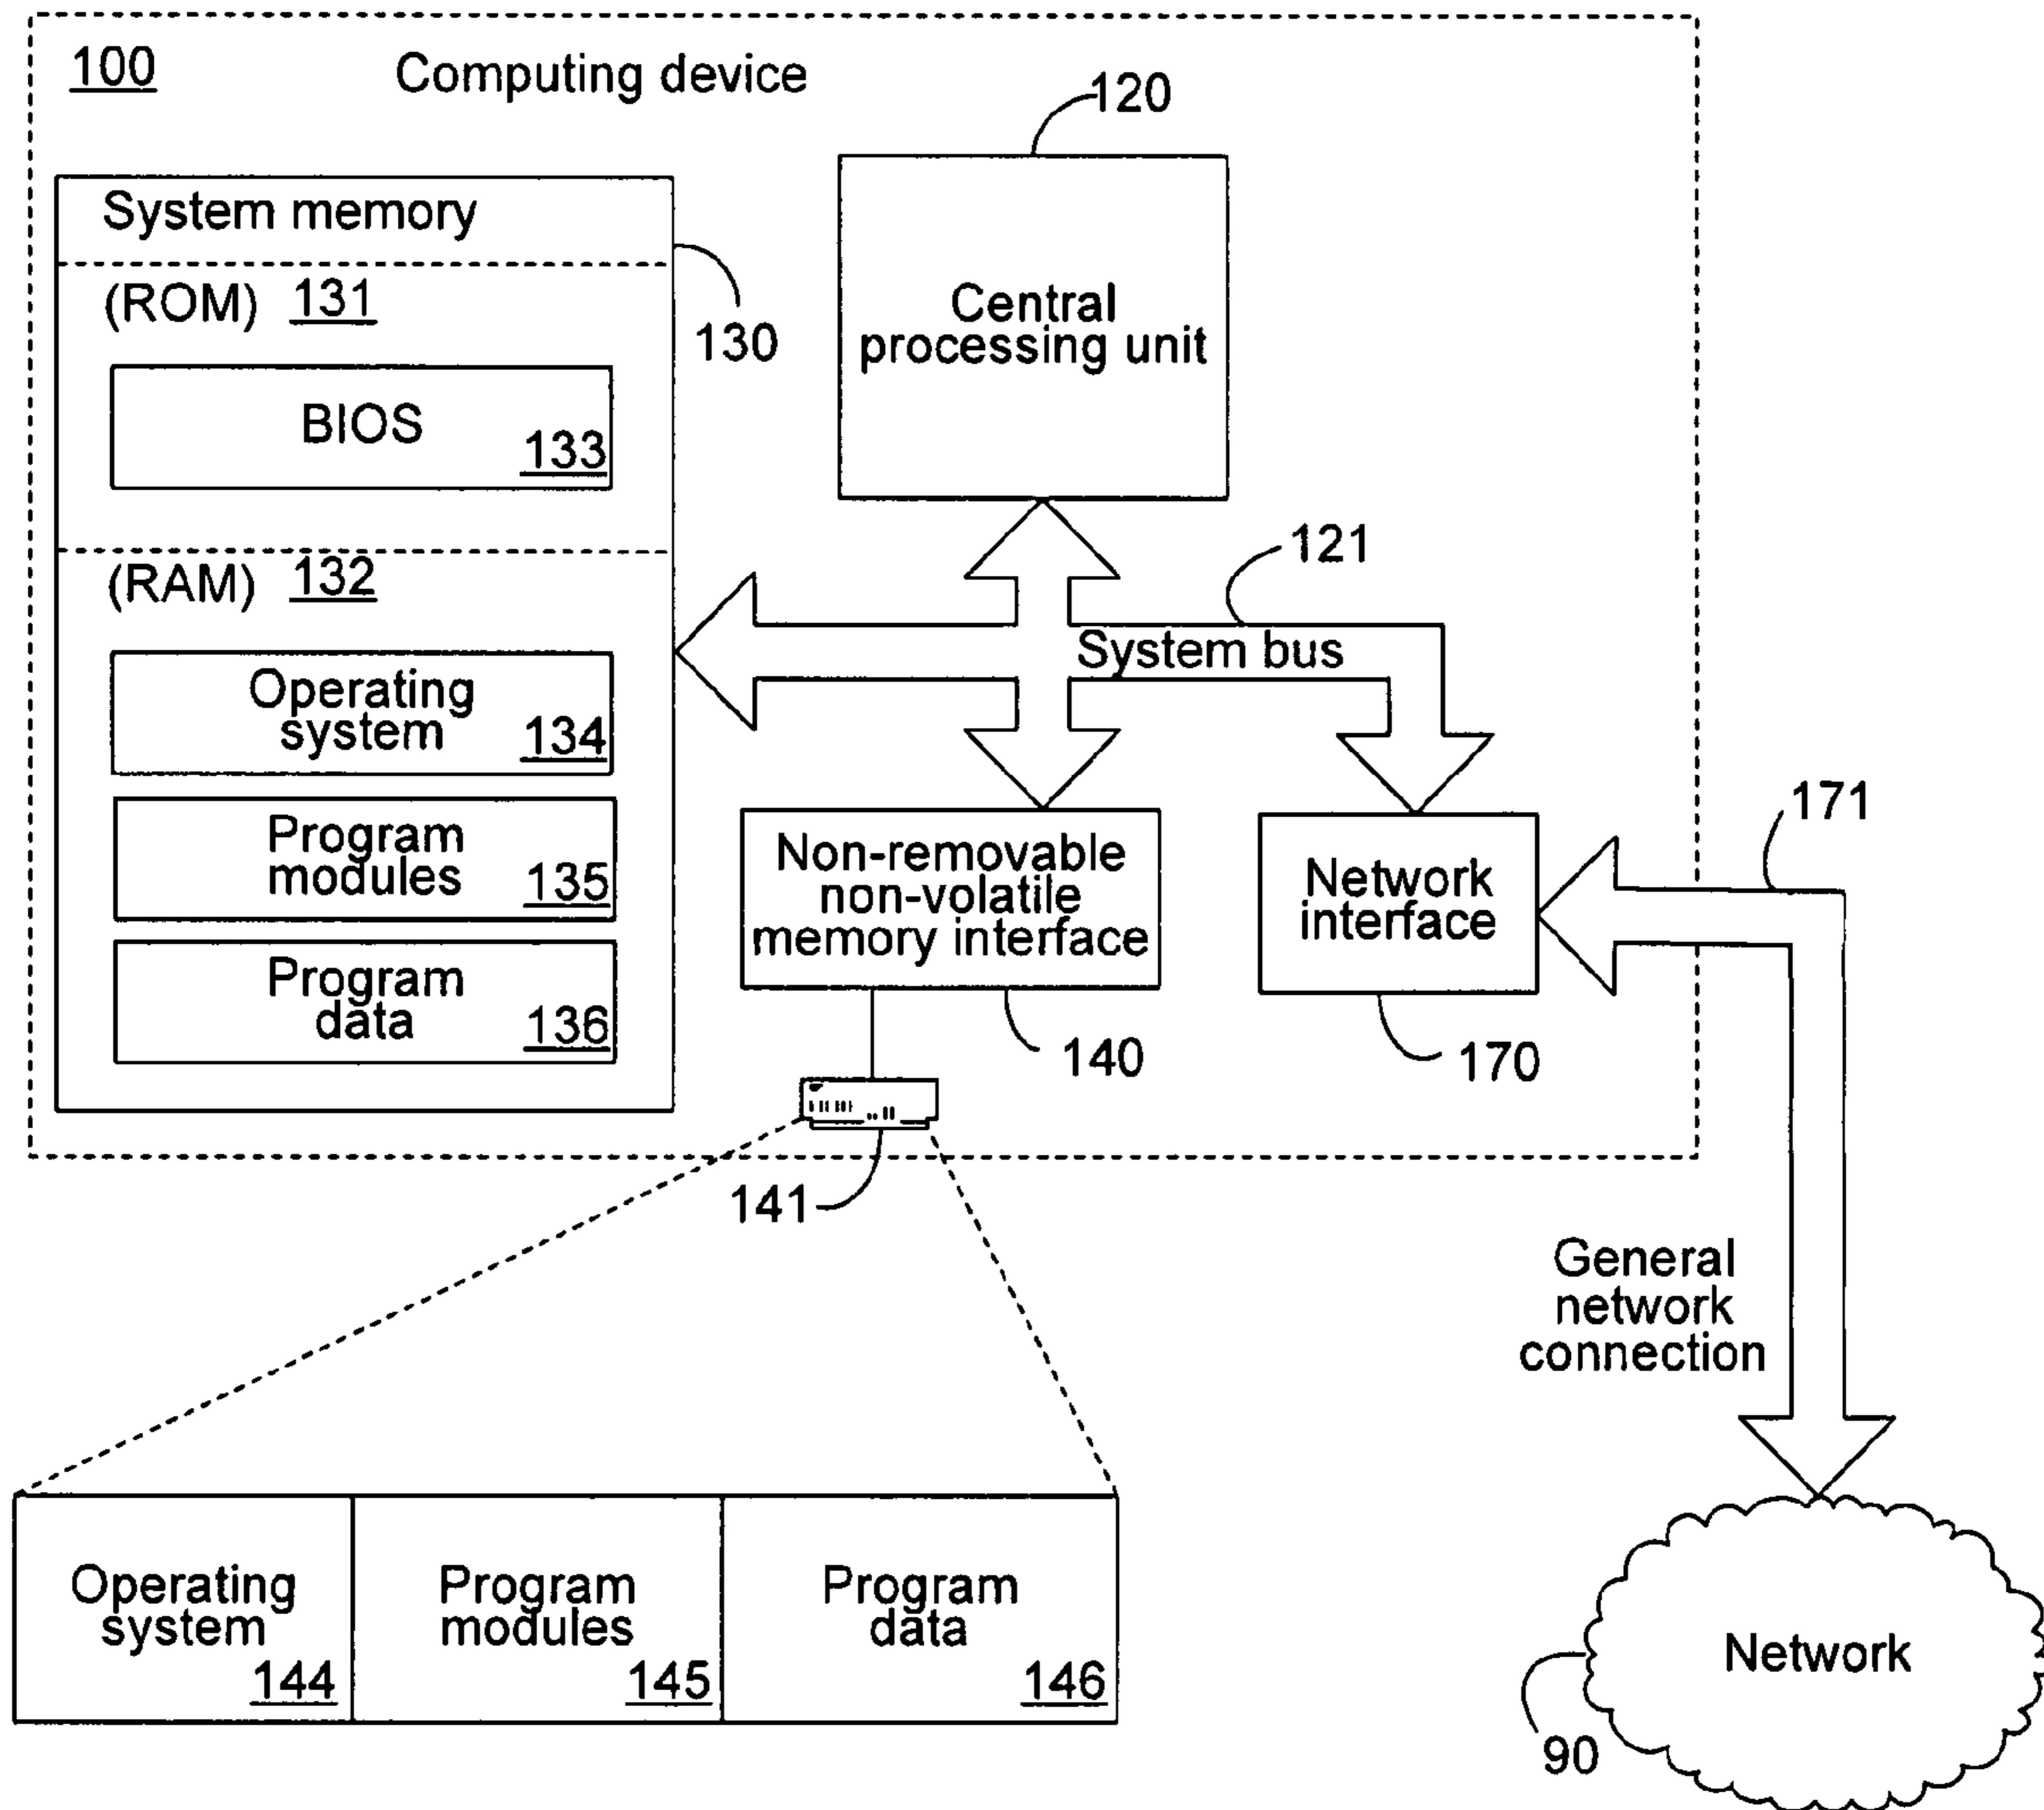 100
Computing device
120
System memory
(ROM) 131
130
BIOS
133
Central
processing unit
(RAM) 132
121
System bus
Operating
system
134
Program
modules
135
Program
data
136
Non-removable
non-volatile
memory interface
140
141
Network
interface
170
171
General
network
connection
Operating
system
144
Program
modules
145
Program
data
146
Network
90